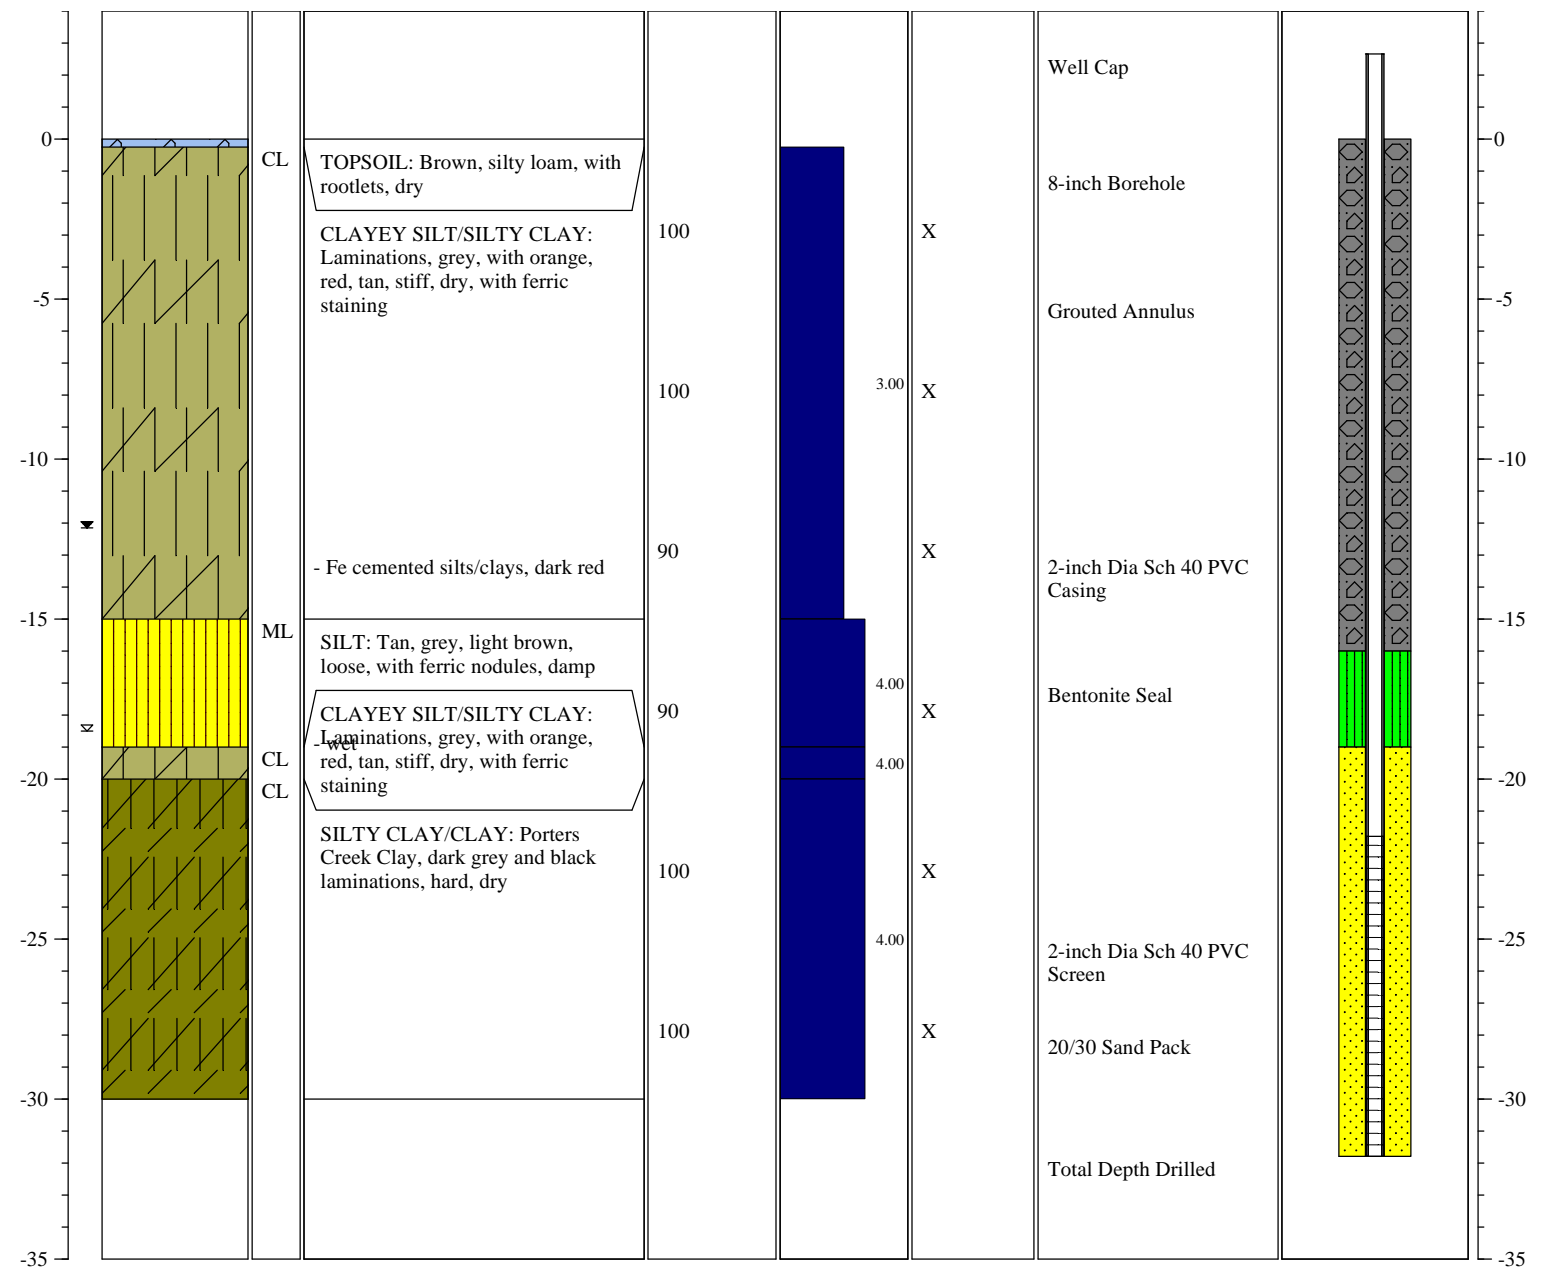 Well Cap
0
0
CL
TOPSOIL: Brown, silty loam, with
rootlets, dry
8-inch Borehole
CLAYEY SILT/SILTY CLAY:
Laminations, grey, with orange,
red, tan, stiff, dry, with ferric
staining
100
X
-5
-5
Grouted Annulus
100
3.00
X
-10
-10
90
X
- Fe cemented silts/clays, dark red
2-inch Dia Sch 40 PVC
Casing
-15
-15
ML
SILT: Tan, grey, light brown,
loose, with ferric nodules, damp
4.00
Bentonite Seal
90
X
CLAYEY SILT/SILTY CLAY:
Laminations, grey, with orange,
- wet
red, tan, stiff, dry, with ferric
staining
CL
4.00
-20
-20
CL
SILTY CLAY/CLAY: Porters
Creek Clay, dark grey and black
laminations, hard, dry
100
X
-25
-25
4.00
2-inch Dia Sch 40 PVC
Screen
100
X
20/30 Sand Pack
-30
-30
Total Depth Drilled
-35
-35